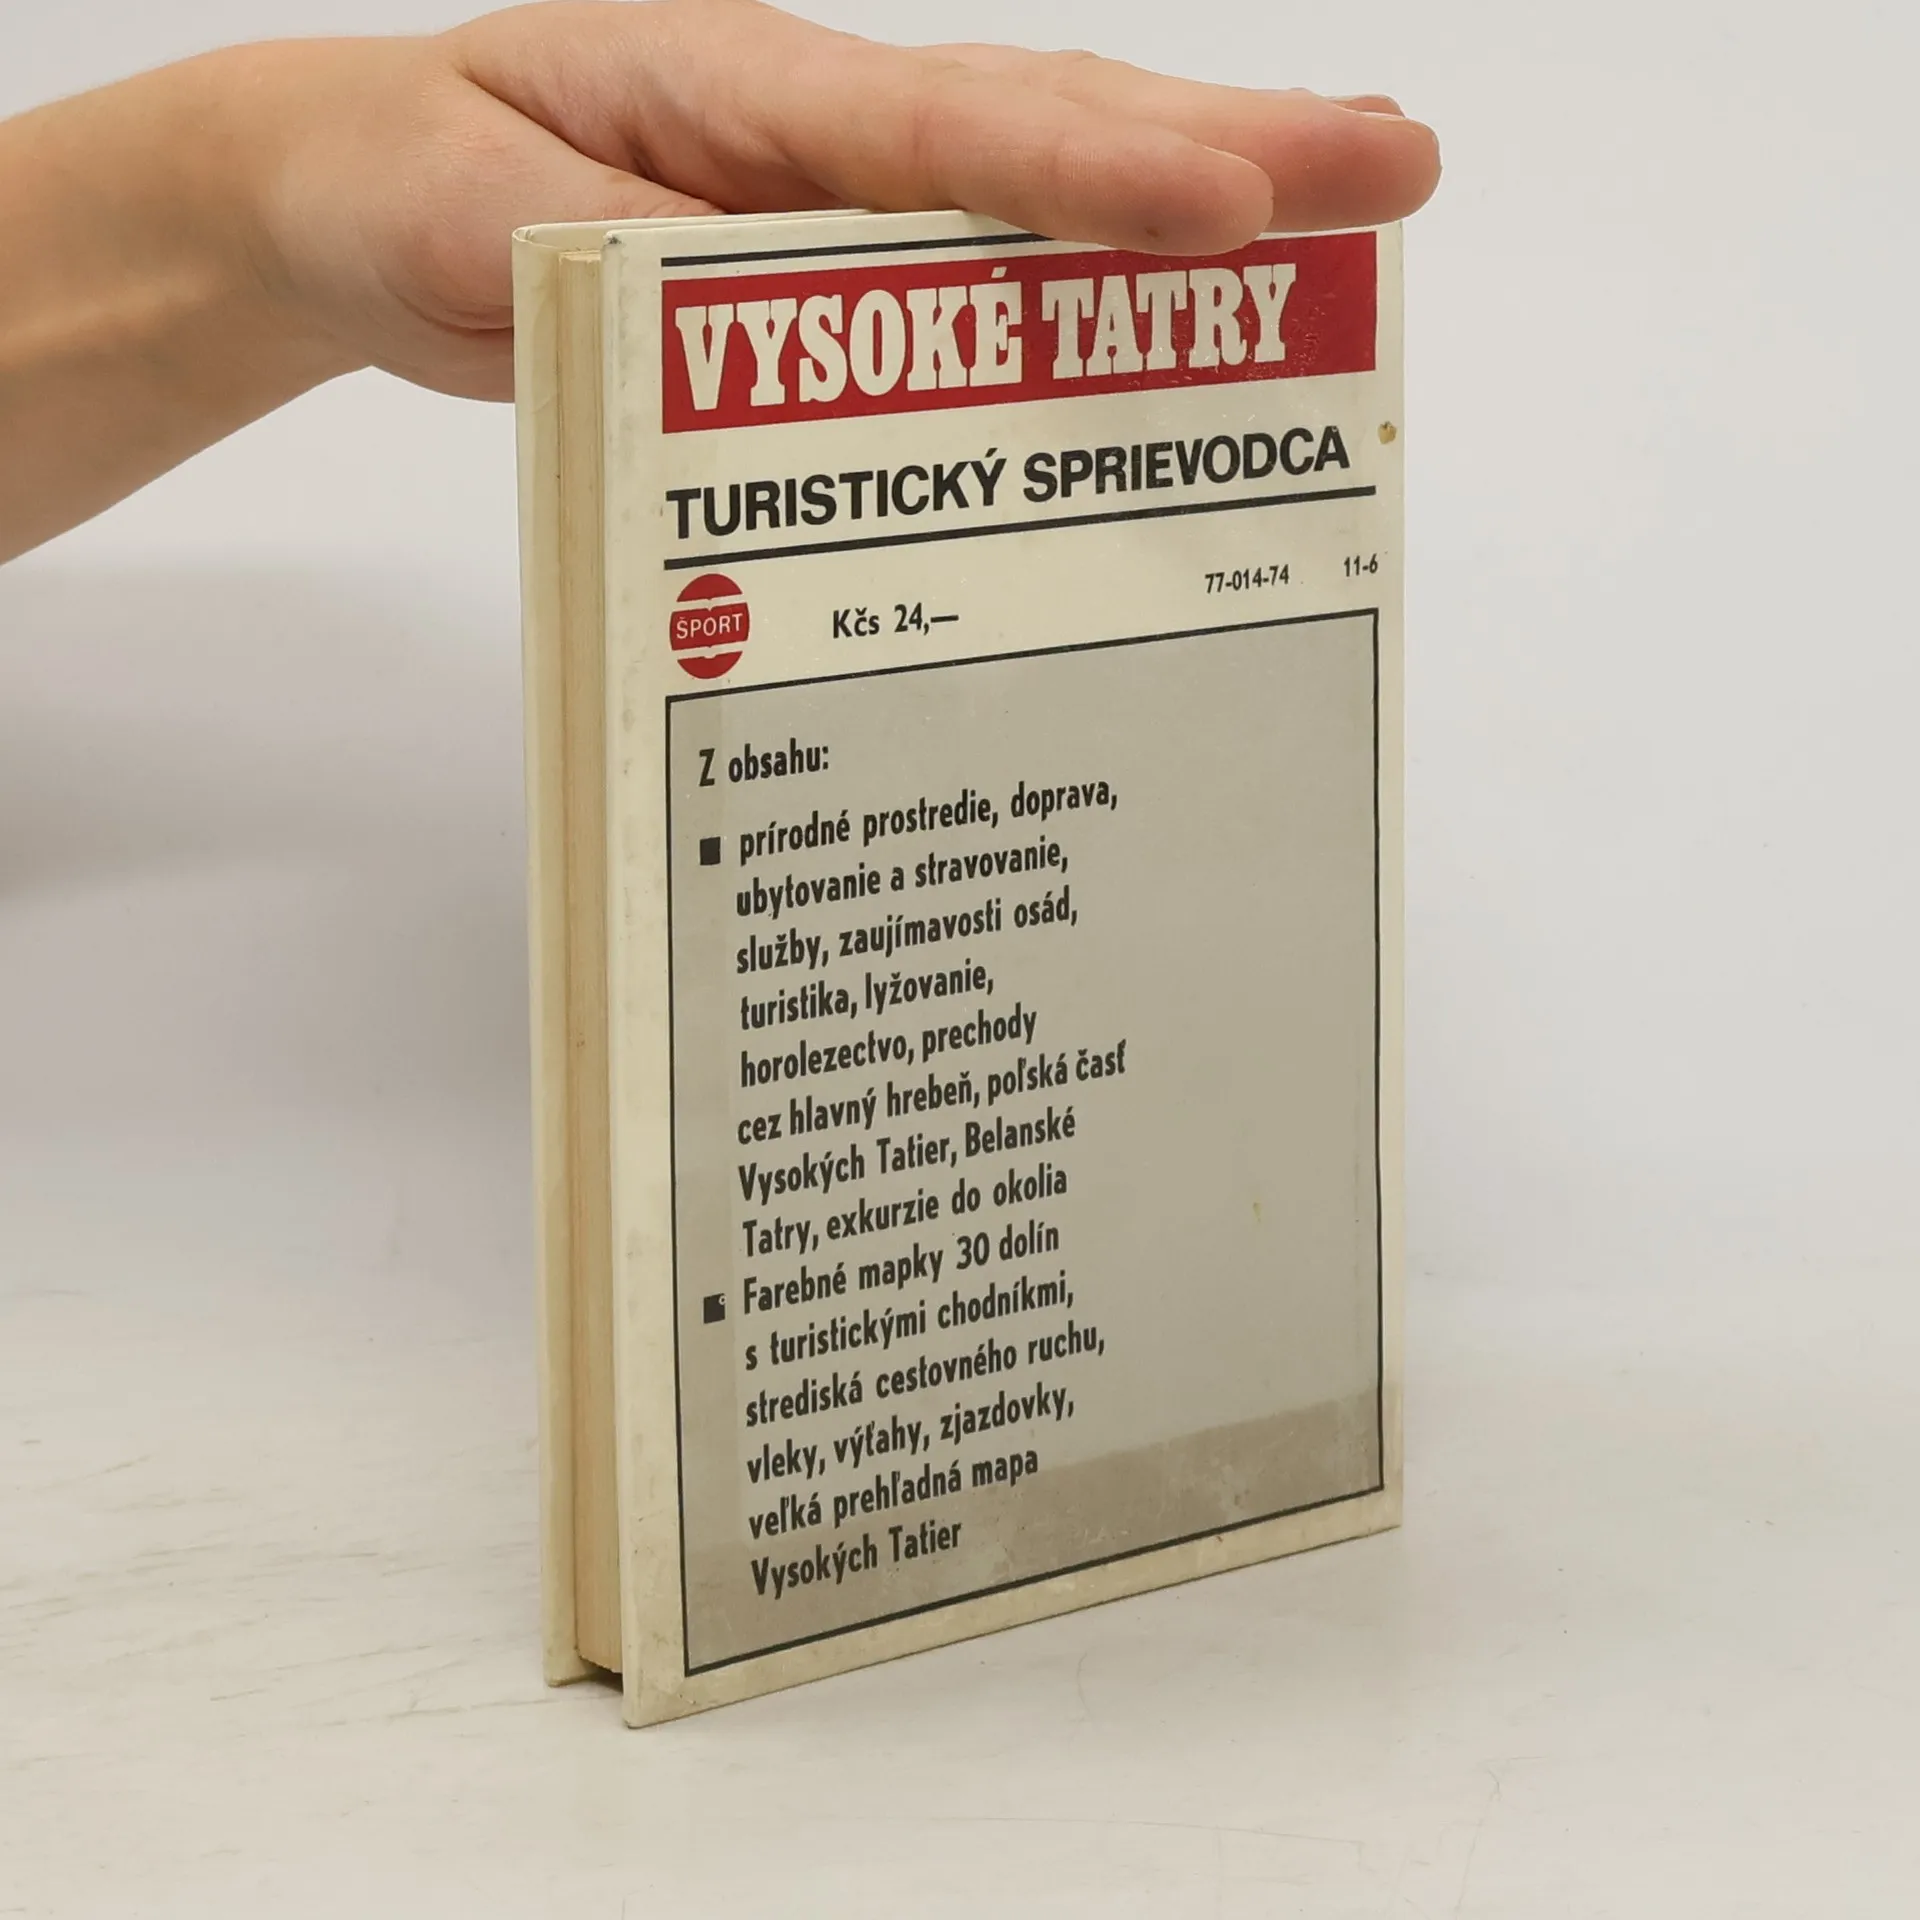 VYSOKÉ TATRY
TURISTICKÝ SPRIEVODCA
77-014-74 11-6
ŠPORT
Kčs 24,—
Z obsahu:
■ prírodné prostredie, doprava,
ubytovanie a stravovanie,
služby, zaujímavosti osád,
turistika, lyžovanie,
horolezectvo, prechody
cez hlavný hrebeň, poľská časť
Vysokých Tatier, Belanské
Tatry, exkurzie do okolia
■ Farebné mapky 30 dolín
s turistickými chodníkmi,
strediská cestovného ruchu,
vleky, výťahy, zjazdovky,
veľká prehľadná mapa
Vysokých Tatier